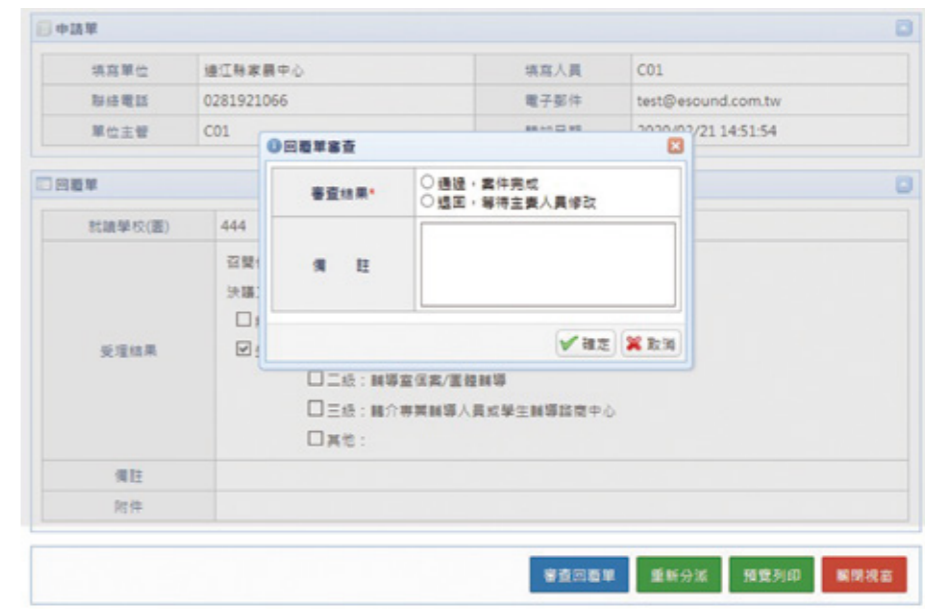 申請單
填寫單位 連江縣家暴中心 填寫人員 C01
聯絡電話 0281921066 電子郵件 test@esound.com.tw
單位主管 C01 2020/02/21 14:51:54
回覆單審查
審查結果* 通過，案件完成
退回，等待主責人員修改
備 註
確定 取消
回覆單
就讀學校(園) 444
受理結果
二級：輔導室個案/團體輔導
三級：轉介專業輔導人員或學生輔導諮商中心
其他：
備註
附件
審查回覆單 重新分派 預覽列印 關閉視窗